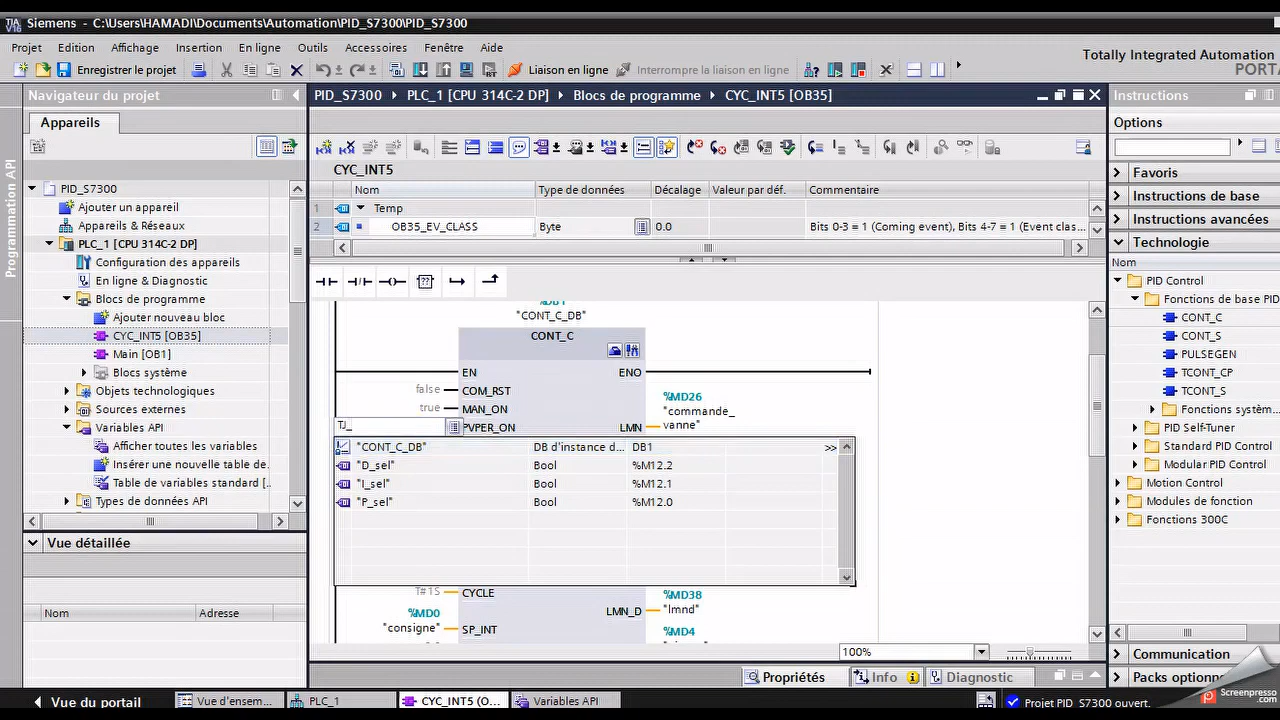 TIA V16 Siemens - C:\Users\HAMADI\Documents\Automation\PID_S7300\PID_S7300
Projet Edition Affichage Insertion En ligne Outils Accessoires Fenêtre Aide
Totally Integrated Automation
PORTA
Enregistrer le projet Liaison en ligne Interrompre la liaison en ligne
Navigateur du projet
PID_S7300 PLC_1 [CPU 314C-2 DP] Blocs de programme CYC_INT5 [OB35]
Instructions
Appareils
Options
Programmation API
CYC_INT5
Nom Type de données Décalage Valeur par déf. Commentaire
1 Temp
2 OB35_EV_CLASS Byte 0.0 Bits 0-3 = 1 (Coming event), Bits 4-7 = 1 (Event clas...
PID_S7300
Ajouter un appareil
Appareils & Réseaux
PLC_1 [CPU 314C-2 DP]
Configuration des appareils
En ligne & Diagnostic
Blocs de programme
Ajouter nouveau bloc
CYC_INT5 [OB35]
Main [OB1]
Blocs système
Objets technologiques
Sources externes
Variables API
Afficher toutes les variables
Insérer une nouvelle table de..
Table de variables standard [..
Types de données API
Vue détaillée
Nom Adresse
%DB1
"CONT_C_DB"
CONT_C
EN ENO
false COM_RST
true MAN_ON
%MD26
"commande_
vanne"
PVPER_ON LMN
"CONT_C_DB" DB d'instance d... DB1 >>
"D_sel" Bool %M12.2
"I_sel" Bool %M12.1
"P_sel" Bool %M12.0
T#1S CYCLE
%MD38
LMN_D "lmnd"
%MD0
"consigne" SP_INT
%MD4
100%
Propriétés Info Diagnostic
Favoris
Instructions de base
Instructions avancées
Technologie
Nom
PID Control
Fonctions de base PID
CONT_C
CONT_S
PULSEGEN
TCONT_CP
TCONT_S
Fonctions systèm..
PID Self-Tuner
Standard PID Control
Modular PID Control
Motion Control
Modules de fonction
Fonctions 300C
Communication
Packs option
Vue du portail Vue d'ensem... PLC_1 CYC_INT5 (O... Variables API
Projet PID_S7300 ouvert.
Screenpresso
.com